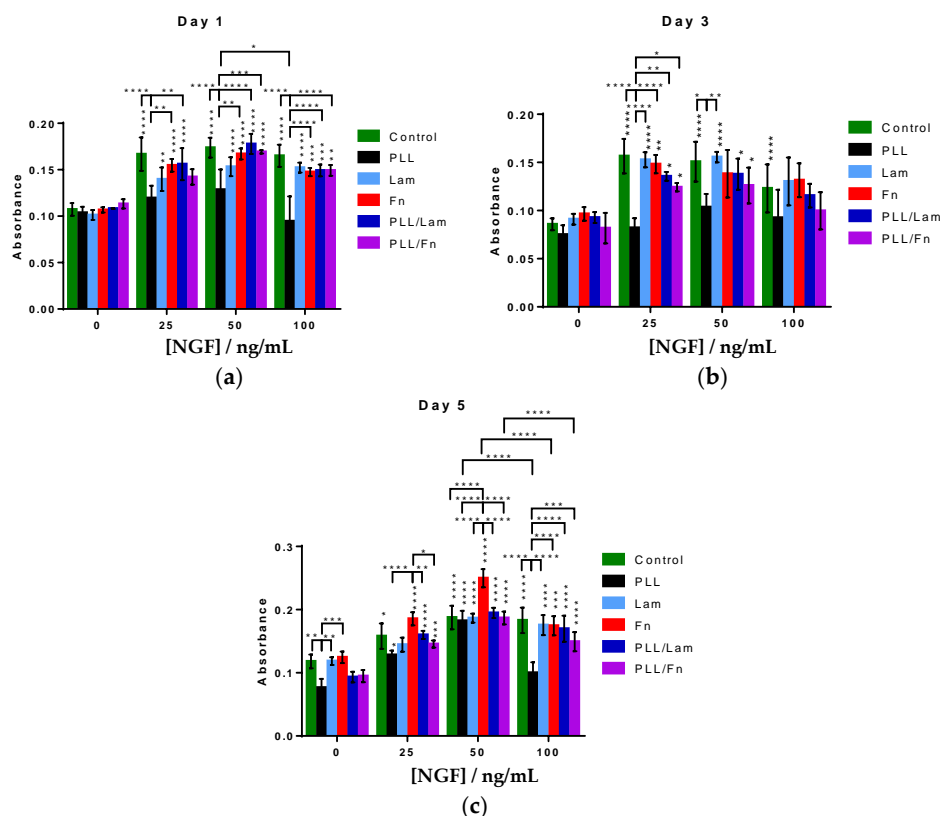 Day 1
*
****
***
****
****
****
****
****
**
**
****
****
0.20
0.15
0.10
0.05
0.00
Absorbance
0
25
50
100
[NGF] / ng/mL
Control
PLL
Lam
Fn
PLL/Lam
PLL/Fn
(a)
Day 3
*
**
****
****
****
*
**
0.20
0.15
0.10
0.05
0.00
Absorbance
0
25
50
100
[NGF] / ng/mL
Control
PLL
Lam
Fn
PLL/Lam
PLL/Fn
(b)
Day 5
****
****
****
****
****
****
****
****
***
****
****
****
****
*
****
**
***
**
**
0.3
0.2
0.1
0.0
Absorbance
0
25
50
100
[NGF] / ng/mL
Control
PLL
Lam
Fn
PLL/Lam
PLL/Fn
(c)